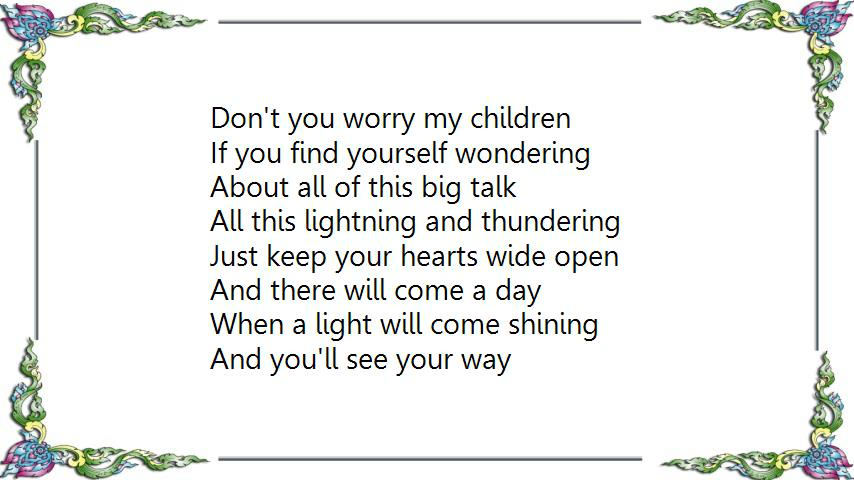 Don't you worry my children
If you find yourself wondering
About all of this big talk
All this lightning and thundering
Just keep your hearts wide open
And there will come a day
When a light will come shining
And you'll see your way